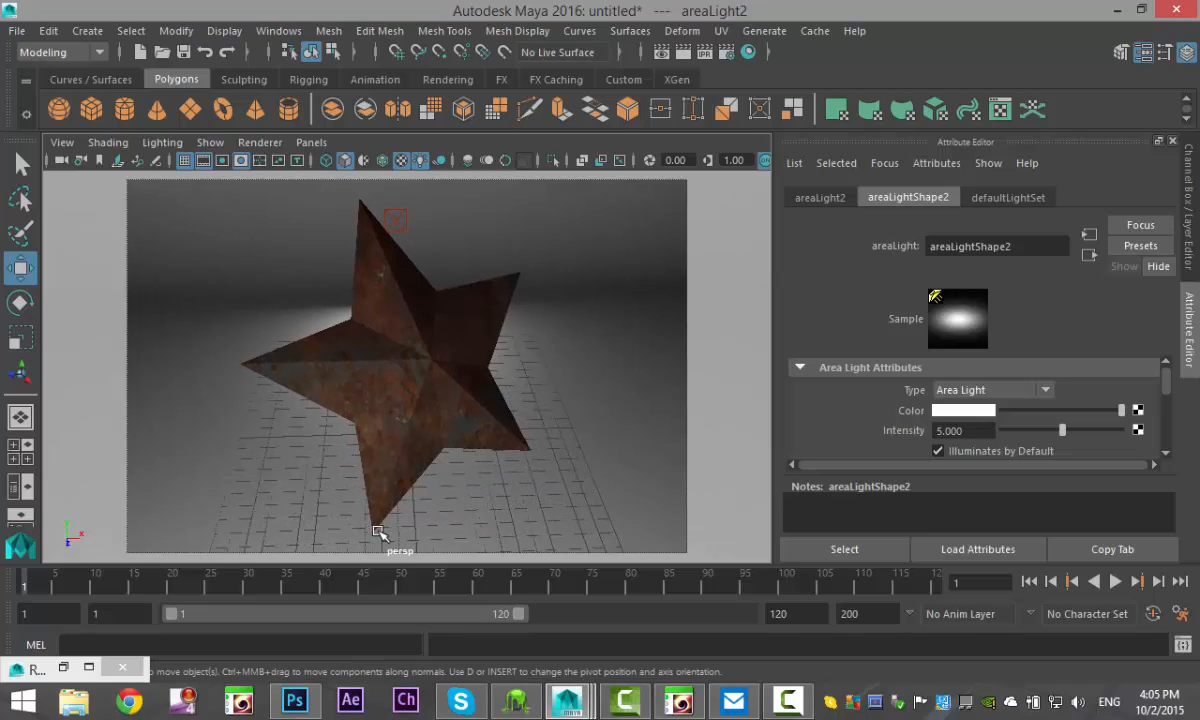 Autodesk Maya 2016: untitled*   ---   areaLight2
File Edit Create Select Modify Display Windows Mesh Edit Mesh Mesh Tools Mesh Display Curves Surfaces Deform UV Generate Cache Help
Modeling No Live Surface
Curves / Surfaces Polygons Sculpting Rigging Animation Rendering FX FX Caching Custom XGen
View Shading Lighting Show Renderer Panels
0.00 1.00
Attribute Editor
List Selected Focus Attributes Show Help
areaLight2 areaLightShape2 defaultLightSet
Focus
areaLight: areaLightShape2 Presets
Show Hide
Sample
Area Light Attributes
Type Area Light
Color
Intensity 5.000
Illuminates by Default
Notes: areaLightShape2
Select Load Attributes Copy Tab
Channel Box / Layer Editor
Attribute Editor
y
x
z
persp
1 5 10 15 20 25 30 35 40 45 50 55 60 65 70 75 80 85 90 95 100 105 110 115 12
1
1 1 1 120 120 200 No Anim Layer No Character Set
MEL
R... to move object(s). Ctrl+MMB+drag to move components along normals. Use D or INSERT to change the pivot position and axis orientation.
Ps Ae Ch ENG 4:05 PM
10/2/2015